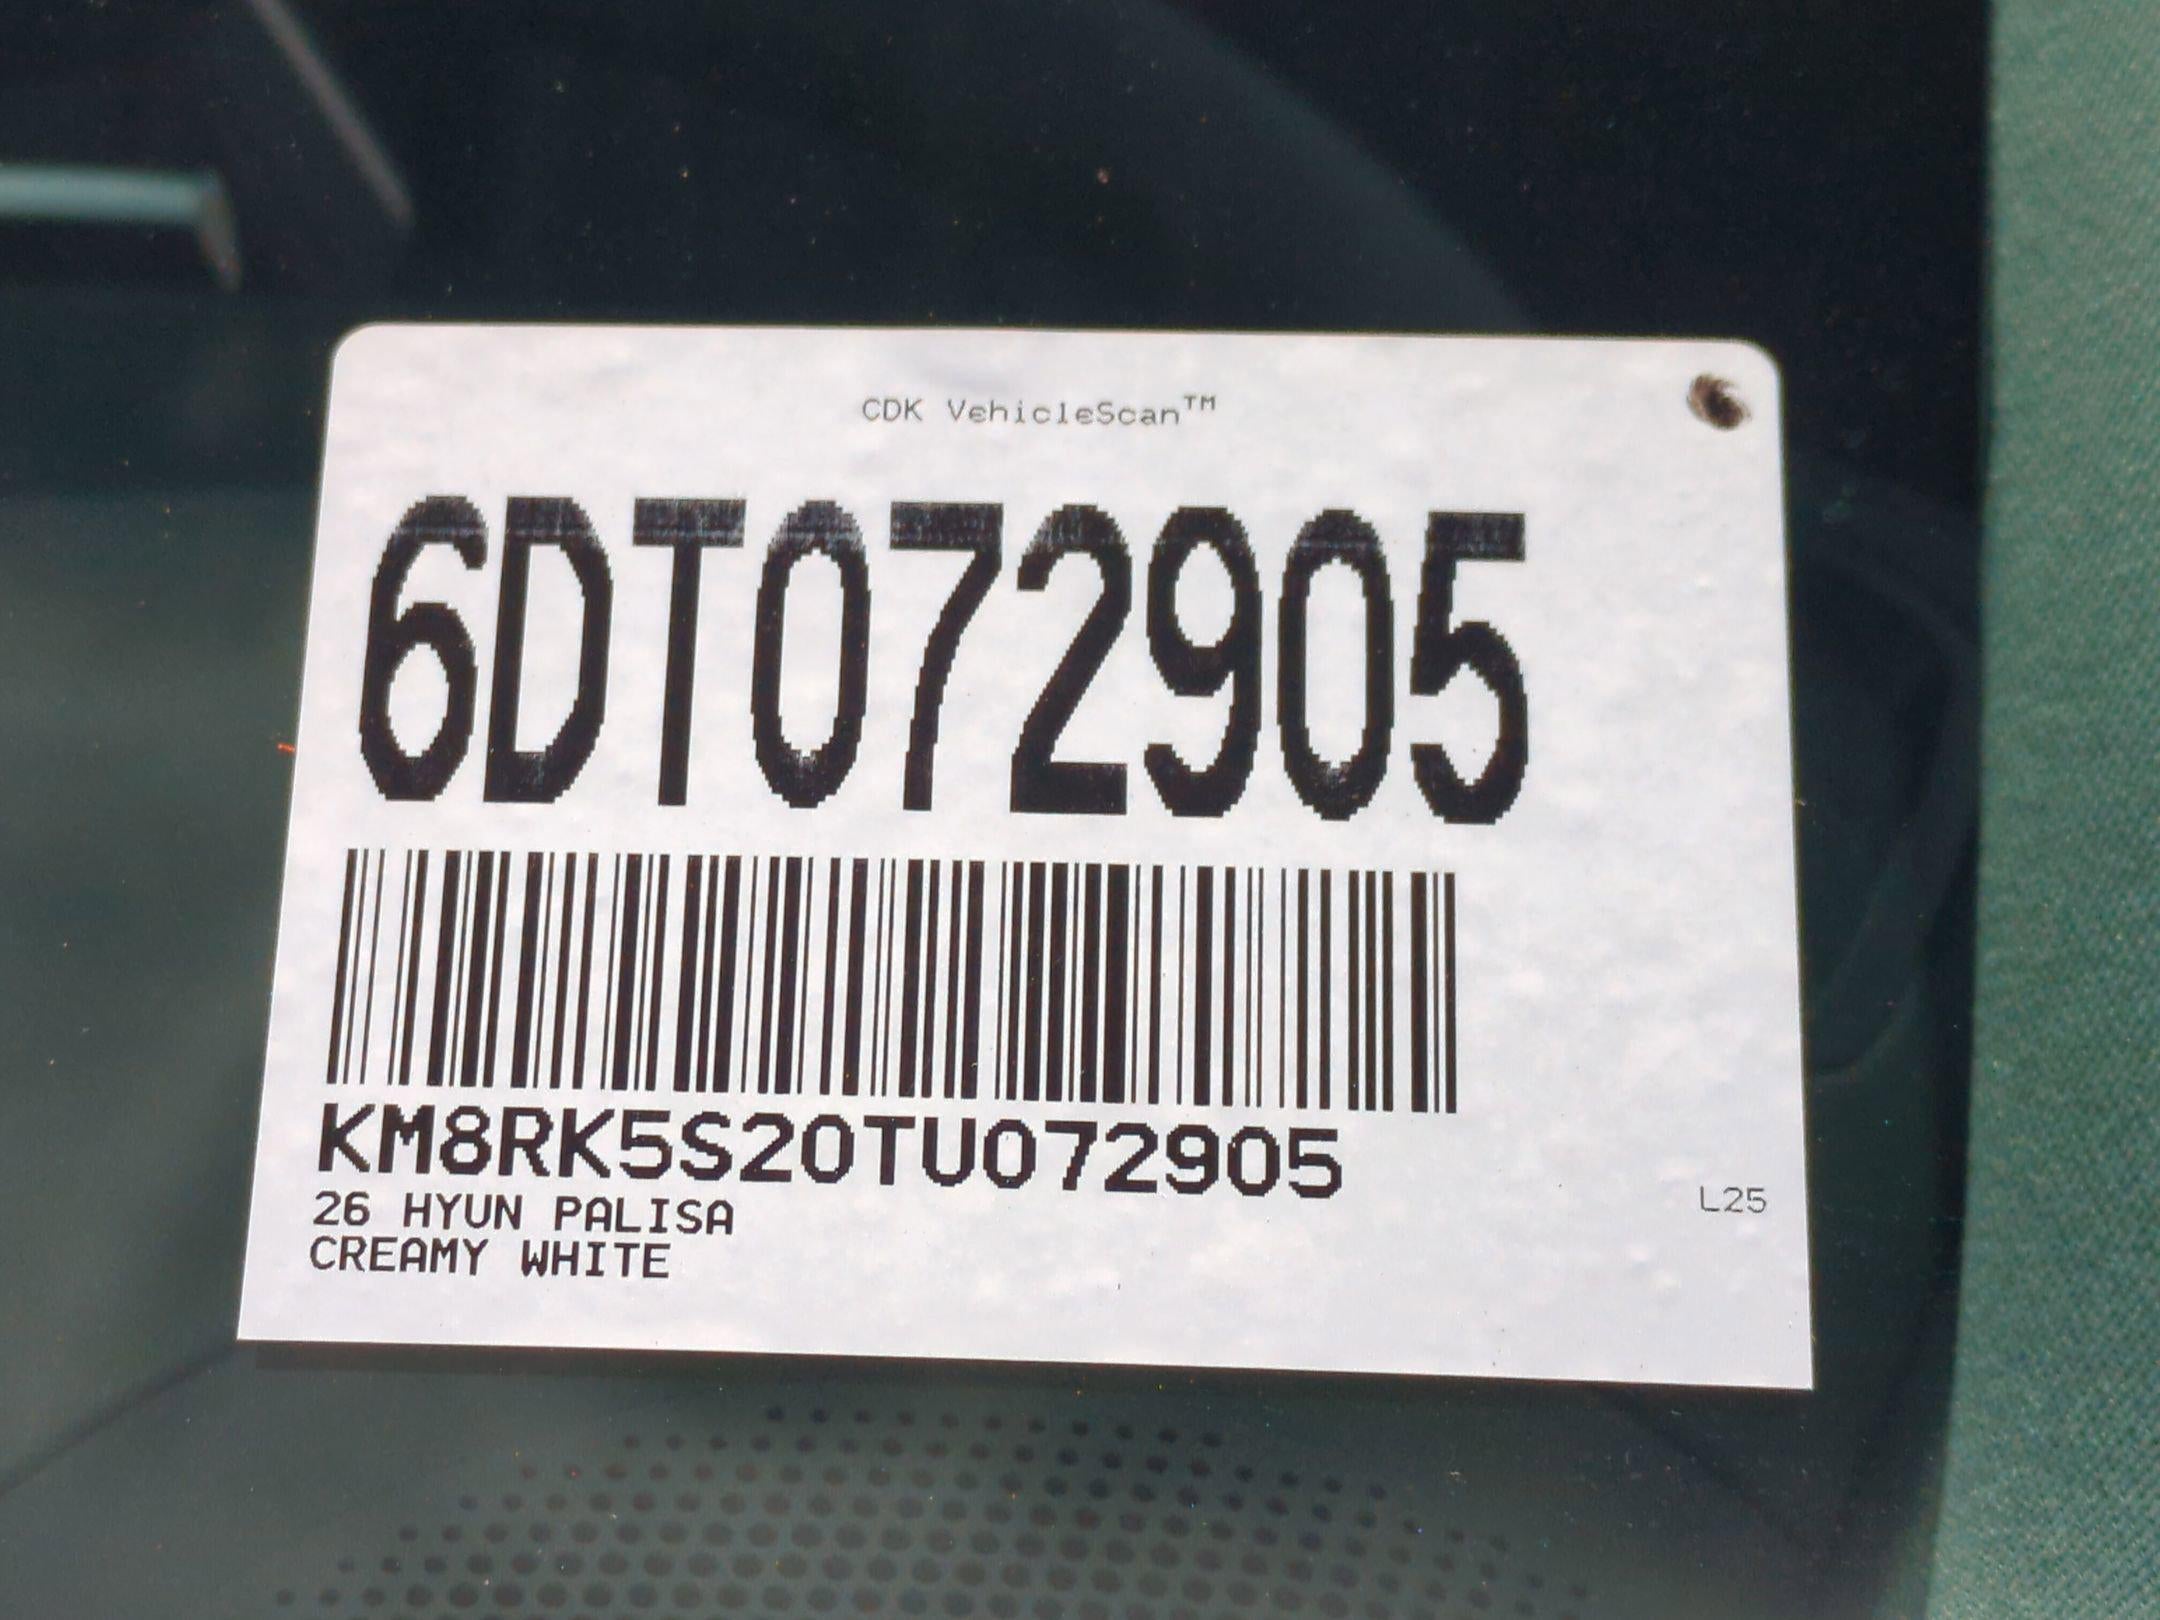 CDK VehicleScan™
6DT072905
KM8RK5S20TU072905
26 HYUN PALISA
CREAMY WHITE
L25